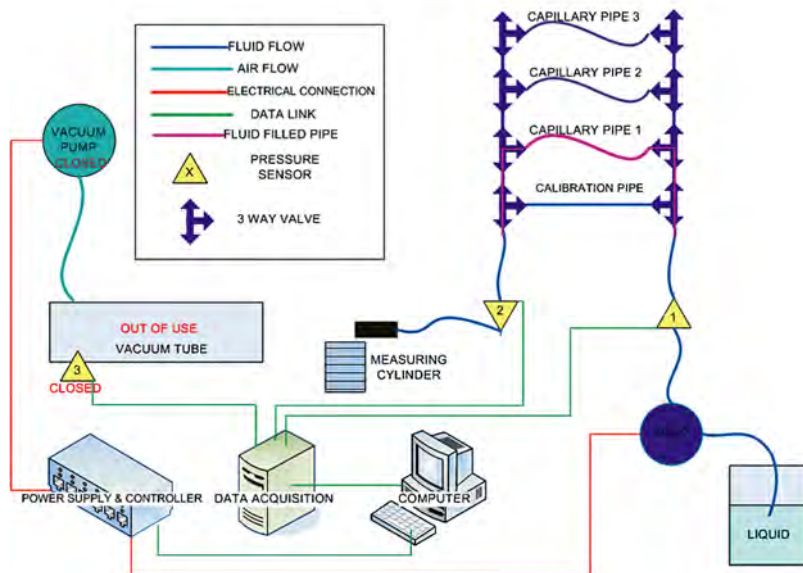 FLUID FLOW
AIR FLOW
ELECTRICAL CONNECTION
DATA LINK
FLUID FILLED PIPE
X
PRESSURE
SENSOR
3 WAY VALVE
VACUUM
PUMP
CLOSED
CAPILLARY PIPE 3
CAPILLARY PIPE 2
CAPILLARY PIPE 1
CALIBRATION PIPE
OUT OF USE
VACUUM TUBE
3
CLOSED
2
1
MEASURING
CYLINDER
POWER SUPPLY & CONTROLLER
DATA ACQUISITION
COMPUTER
LIQUID